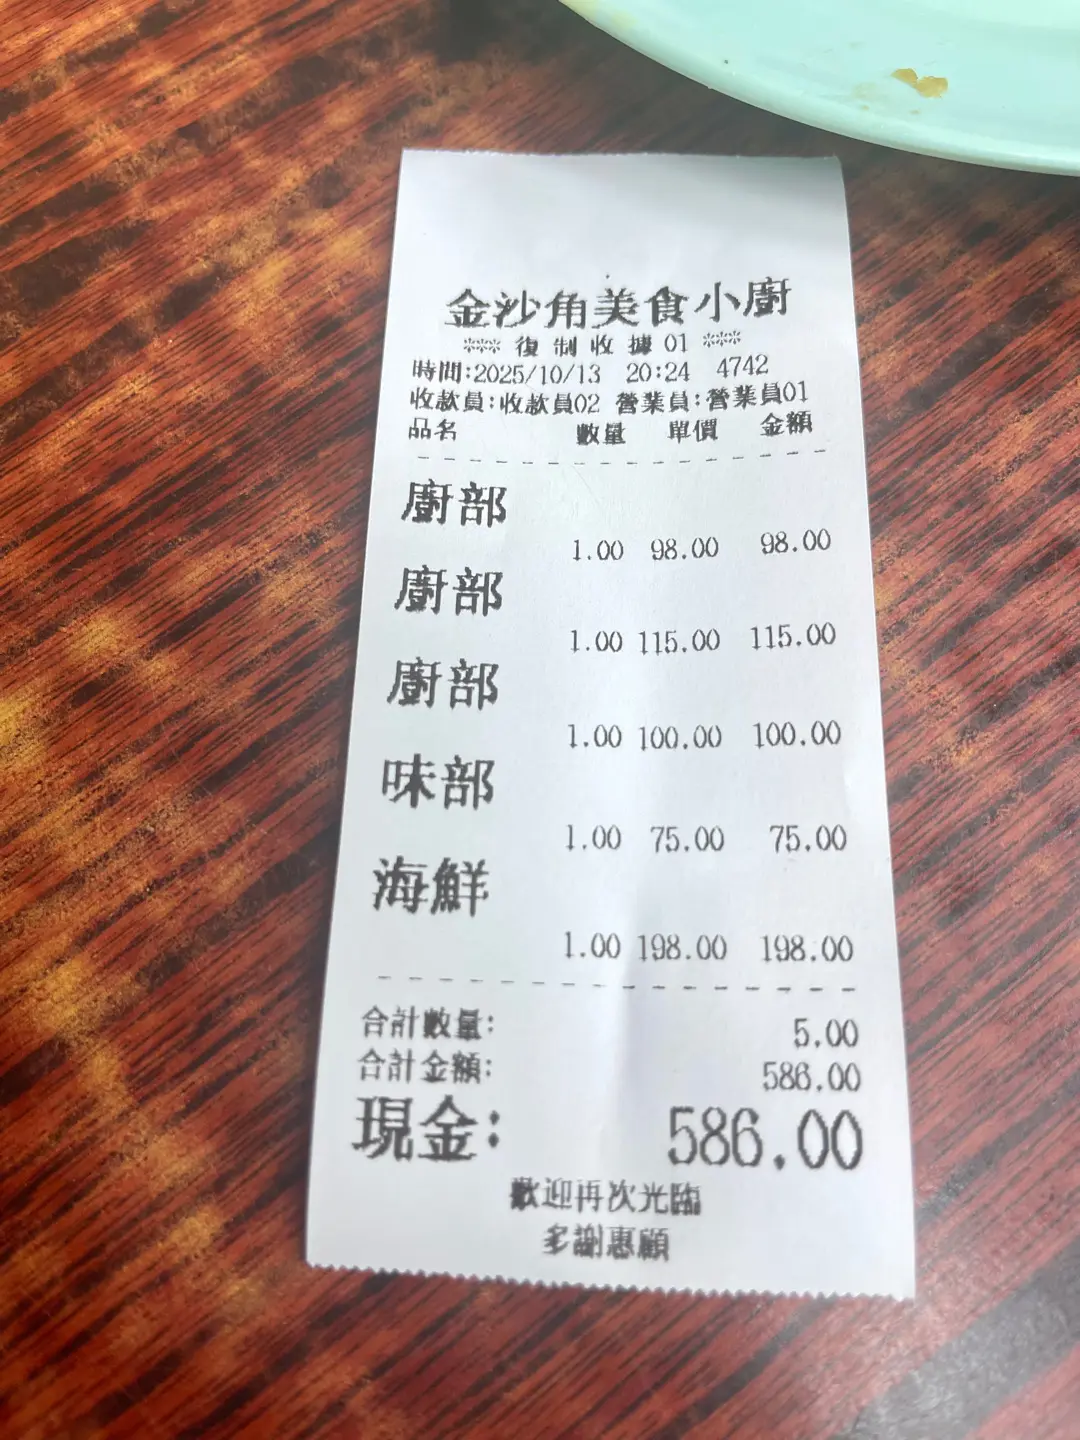 金沙角美食小廚
*** 復制收據01 ***
時間:2025/10/13 20:24 4742
收款員:收款員02 營業員:營業員01
品名 數量 單價 金額
廚部
1.00 98.00 98.00
廚部
1.00 115.00 115.00
廚部
1.00 100.00 100.00
味部
1.00 75.00 75.00
海鮮
1.00 198.00 198.00
合計數量: 5.00
合計金額: 586.00
現金: 586.00
歡迎再次光臨
多謝惠顧